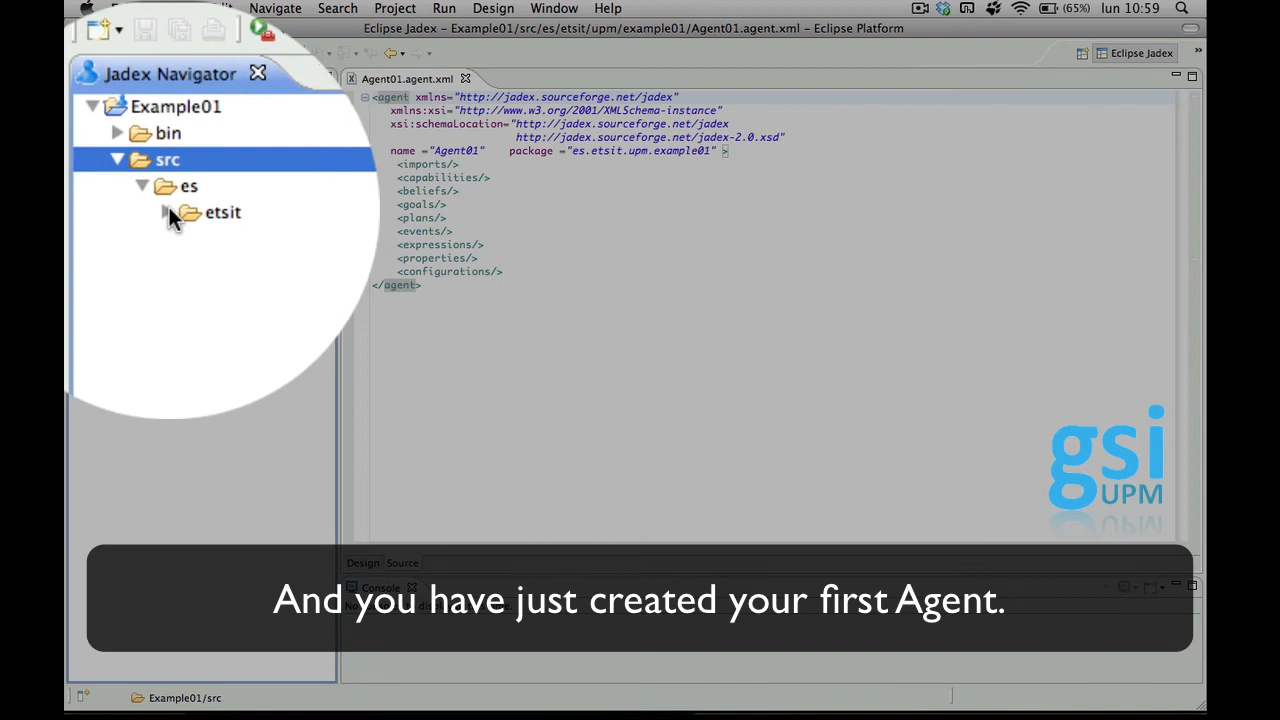 Navigate Search Project Run Design Window Help (65%) lun 10:59
Eclipse Jadex - Example01/src/es/etsit/upm/example01/Agent01.agent.xml - Eclipse Platform
Eclipse Jadex
Jadex Navigator
Example01
bin
src
es
etsit
Agent01.agent.xml
<agent xmlns="http://jadex.sourceforge.net/jadex"
xmlns:xsi="http://www.w3.org/2001/XMLSchema-instance"
xsi:schemaLocation="http://jadex.sourceforge.net/jadex
http://jadex.sourceforge.net/jadex-2.0.xsd"
name ="Agent01" package ="es.etsit.upm.example01" >
<imports/>
<capabilities/>
<beliefs/>
<goals/>
<plans/>
<events/>
<expressions/>
<properties/>
<configurations/>
</agent>
gsi
UPM
Design Source
Console
And you have just created your first Agent.
Example01/src